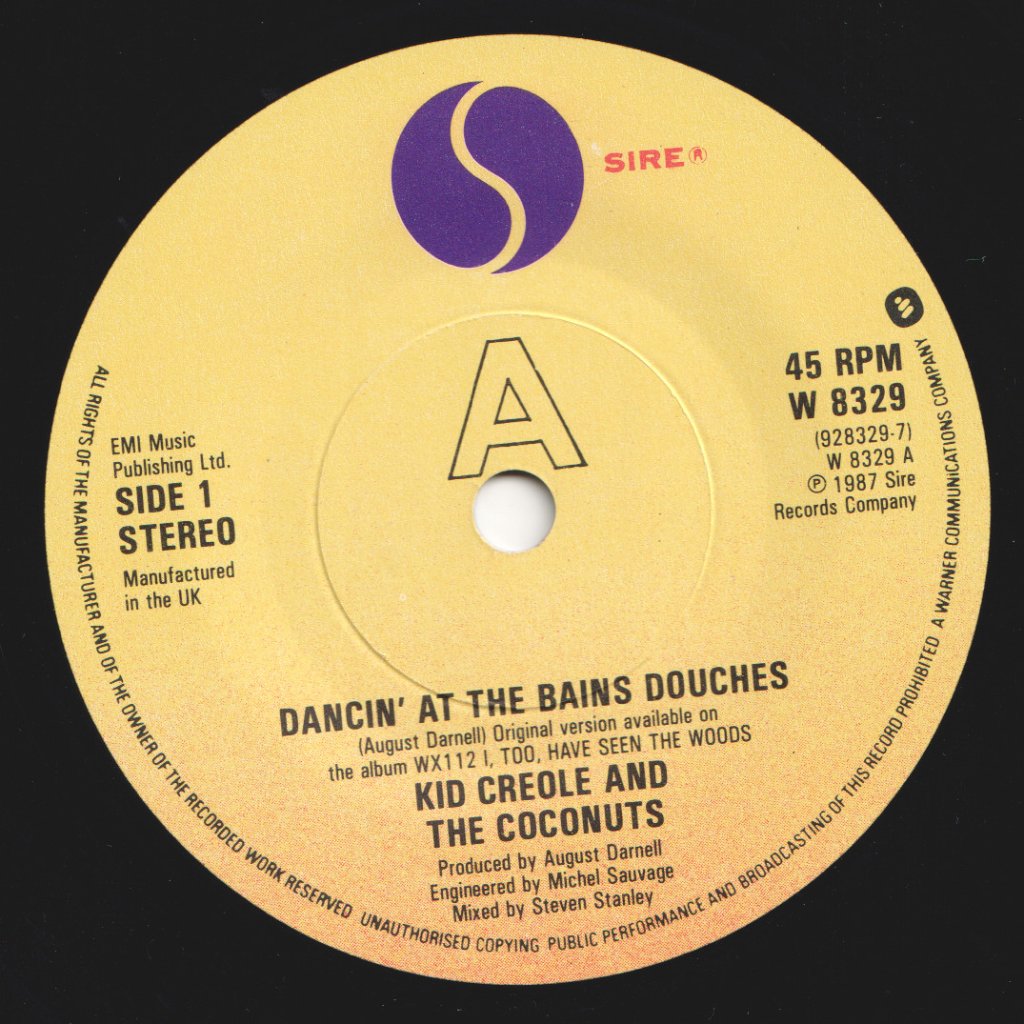 SIRE®
A
45 RPM
W 8329
(928329-7)
W 8329 A
℗ 1987 Sire
Records Company
EMI Music
Publishing Ltd.
SIDE 1
STEREO
Manufactured
in the UK
DANCIN' AT THE BAINS DOUCHES
(August Darnell) Original version available on
the album WX112 I, TOO, HAVE SEEN THE WOODS
KID CREOLE AND
THE COCONUTS
Produced by August Darnell
Engineered by Michel Sauvage
Mixed by Steven Stanley
ALL RIGHTS OF THE MANUFACTURER AND OF THE OWNER OF THE RECORDED WORK RESERVED UNAUTHORISED COPYING PUBLIC PERFORMANCE AND BROADCASTING OF THIS RECORD PROHIBITED A WARNER COMMUNICATIONS COMPANY